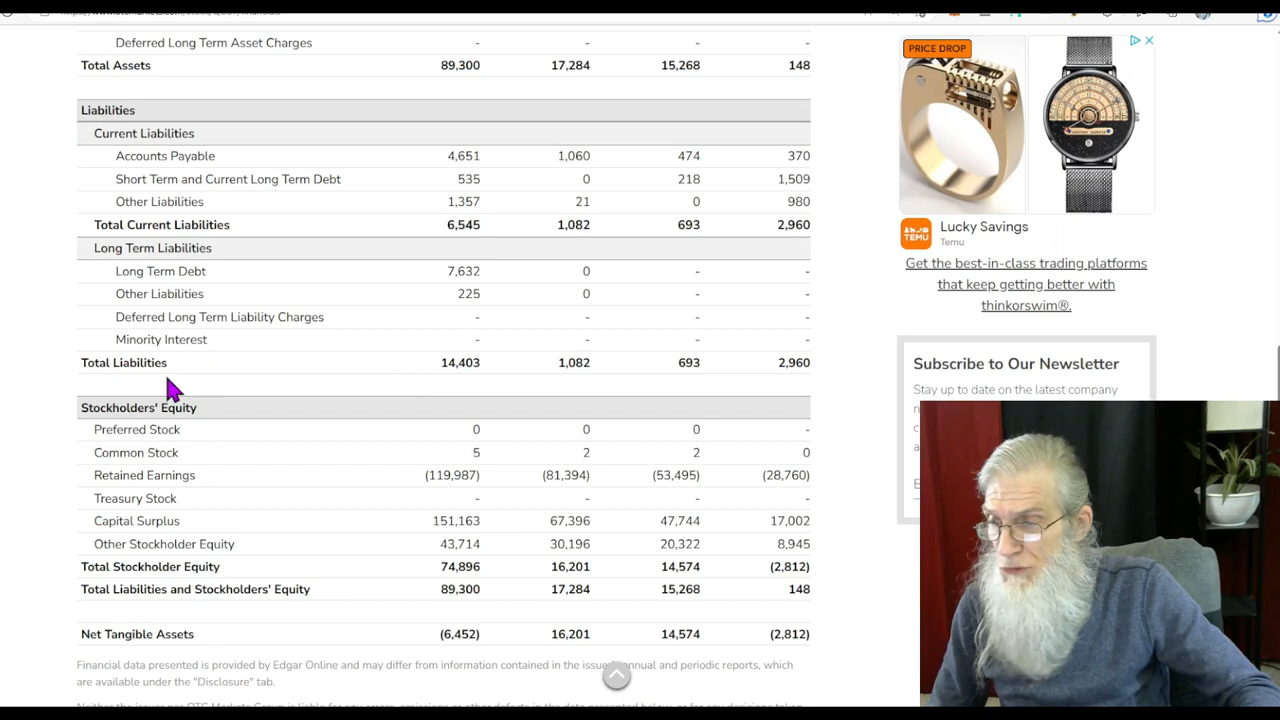 Deferred Long Term Asset Charges - - - -
Total Assets 89,300 17,284 15,268 148
Liabilities
Current Liabilities
Accounts Payable 4,651 1,060 474 370
Short Term and Current Long Term Debt 535 0 218 1,509
Other Liabilities 1,357 21 0 980
Total Current Liabilities 6,545 1,082 693 2,960
Long Term Liabilities
Long Term Debt 7,632 0 - -
Other Liabilities 225 0 - -
Deferred Long Term Liability Charges - - - -
Minority Interest - - - -
Total Liabilities 14,403 1,082 693 2,960
Stockholders' Equity
Preferred Stock 0 0 0 -
Common Stock 5 2 2 0
Retained Earnings (119,987) (81,394) (53,495) (28,760)
Treasury Stock - - - -
Capital Surplus 151,163 67,396 47,744 17,002
Other Stockholder Equity 43,714 30,196 20,322 8,945
Total Stockholder Equity 74,896 16,201 14,574 (2,812)
Total Liabilities and Stockholders' Equity 89,300 17,284 15,268 148
Net Tangible Assets (6,452) 16,201 14,574 (2,812)
Financial data presented is provided by Edgar Online and may differ from information contained in the annual and periodic reports, which
are available under the "Disclosure" tab.
PRICE DROP
TEMU
Lucky Savings
Temu
Get the best-in-class trading platforms
that keep getting better with
thinkorswim®.
Subscribe to Our Newsletter
Stay up to date on the latest company